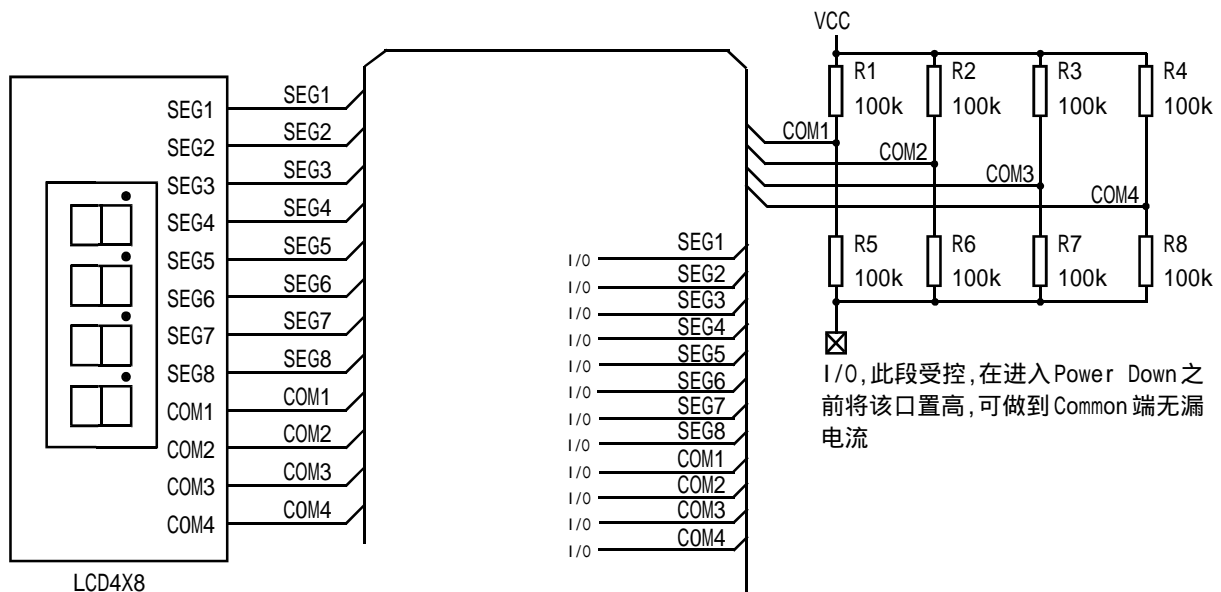 VCC
R1
100k
R2
100k
R3
100k
R4
100k
COM1
COM2
COM3
COM4
R5
100k
R6
100k
R7
100k
R8
100k
I/O,此段受控,在进入Power Down之
前将该口置高,可做到Common端无漏
电流
SEG1
SEG2
SEG3
SEG4
SEG5
SEG6
SEG7
SEG8
COM1
COM2
COM3
COM4
SEG1
SEG2
SEG3
SEG4
SEG5
SEG6
SEG7
SEG8
COM1
COM2
COM3
COM4
LCD4X8
I/O SEG1
I/O SEG2
I/O SEG3
I/O SEG4
I/O SEG5
I/O SEG6
I/O SEG7
I/O SEG8
I/O COM1
I/O COM2
I/O COM3
I/O COM4